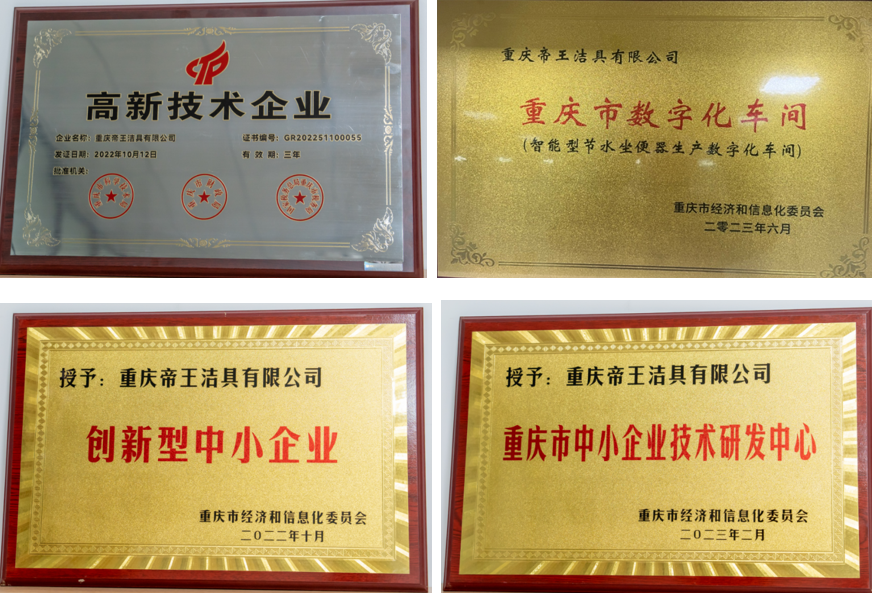 高新技术企业
企业名称：重庆帝王洁具有限公司
证书编号：GR202251100055
发证日期：2022年10月12日
有 效 期：三年
批准机关：
重庆帝王洁具有限公司
重庆市数字化车间
(智能型节水坐便器生产数字化车间)
重庆市经济和信息化委员会
二零二三年六月
授予：重庆帝王洁具有限公司
创新型中小企业
重庆市经济和信息化委员会
二〇二二年十月
授予：重庆帝王洁具有限公司
重庆市中小企业技术研发中心
重庆市经济和信息化委员会
二〇二三年二月